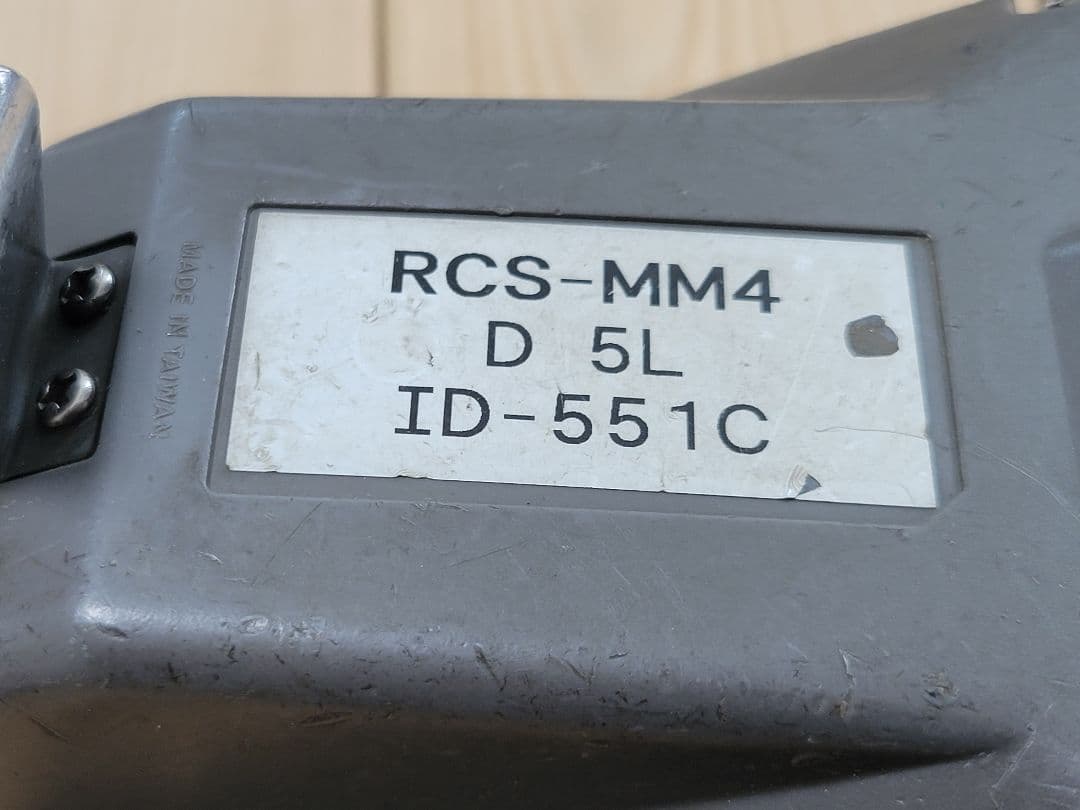 MADE IN TAIWAN
RCS-MM4
D 5L
ID-551C